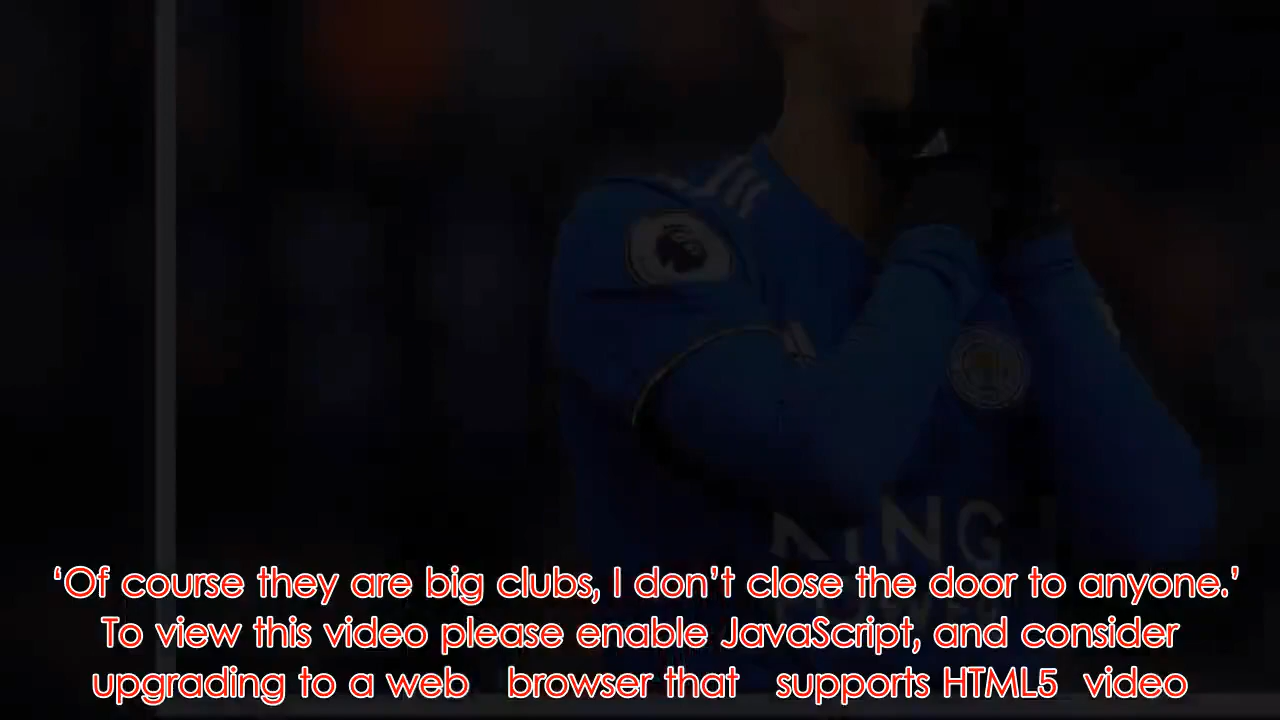 ‘Of course they are big clubs, I don’t close the door to anyone.’
To view this video please enable JavaScript, and consider
upgrading to a web browser that supports HTML5 video
KING